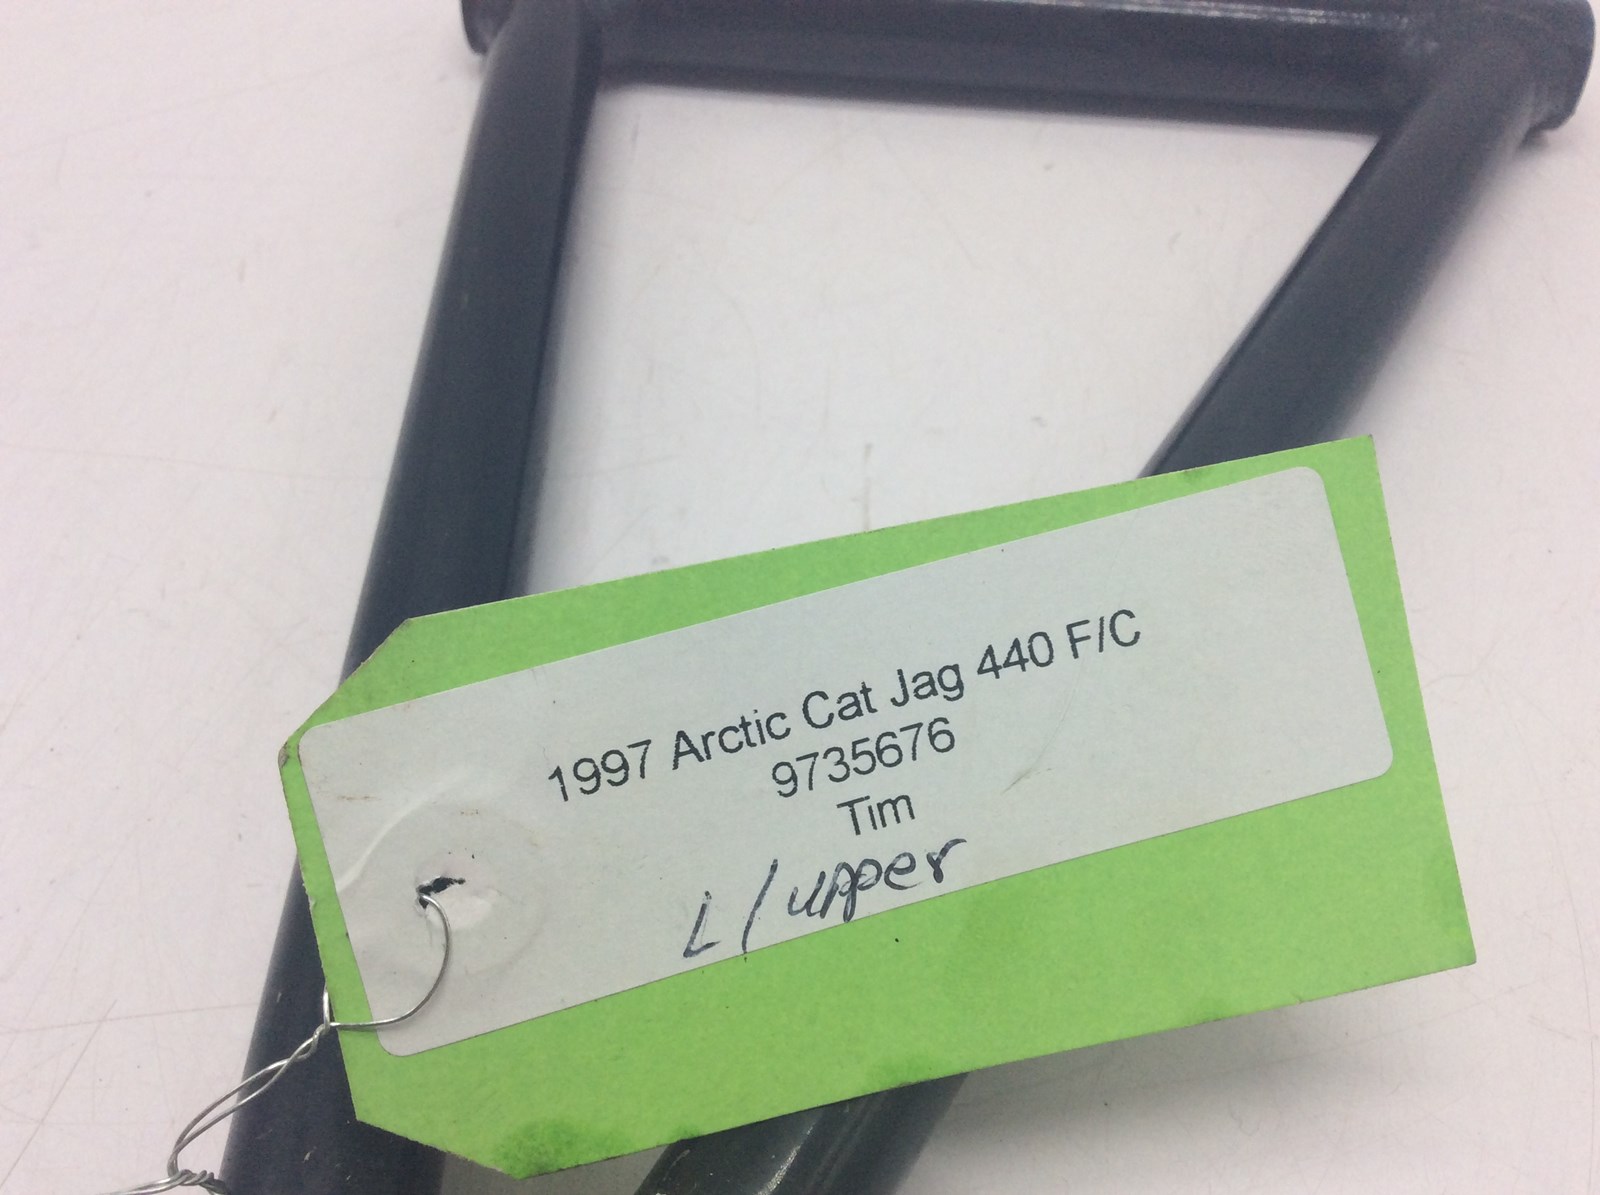 1997 Arctic Cat Jag 440 F/C
9735676
Tim
L/upper